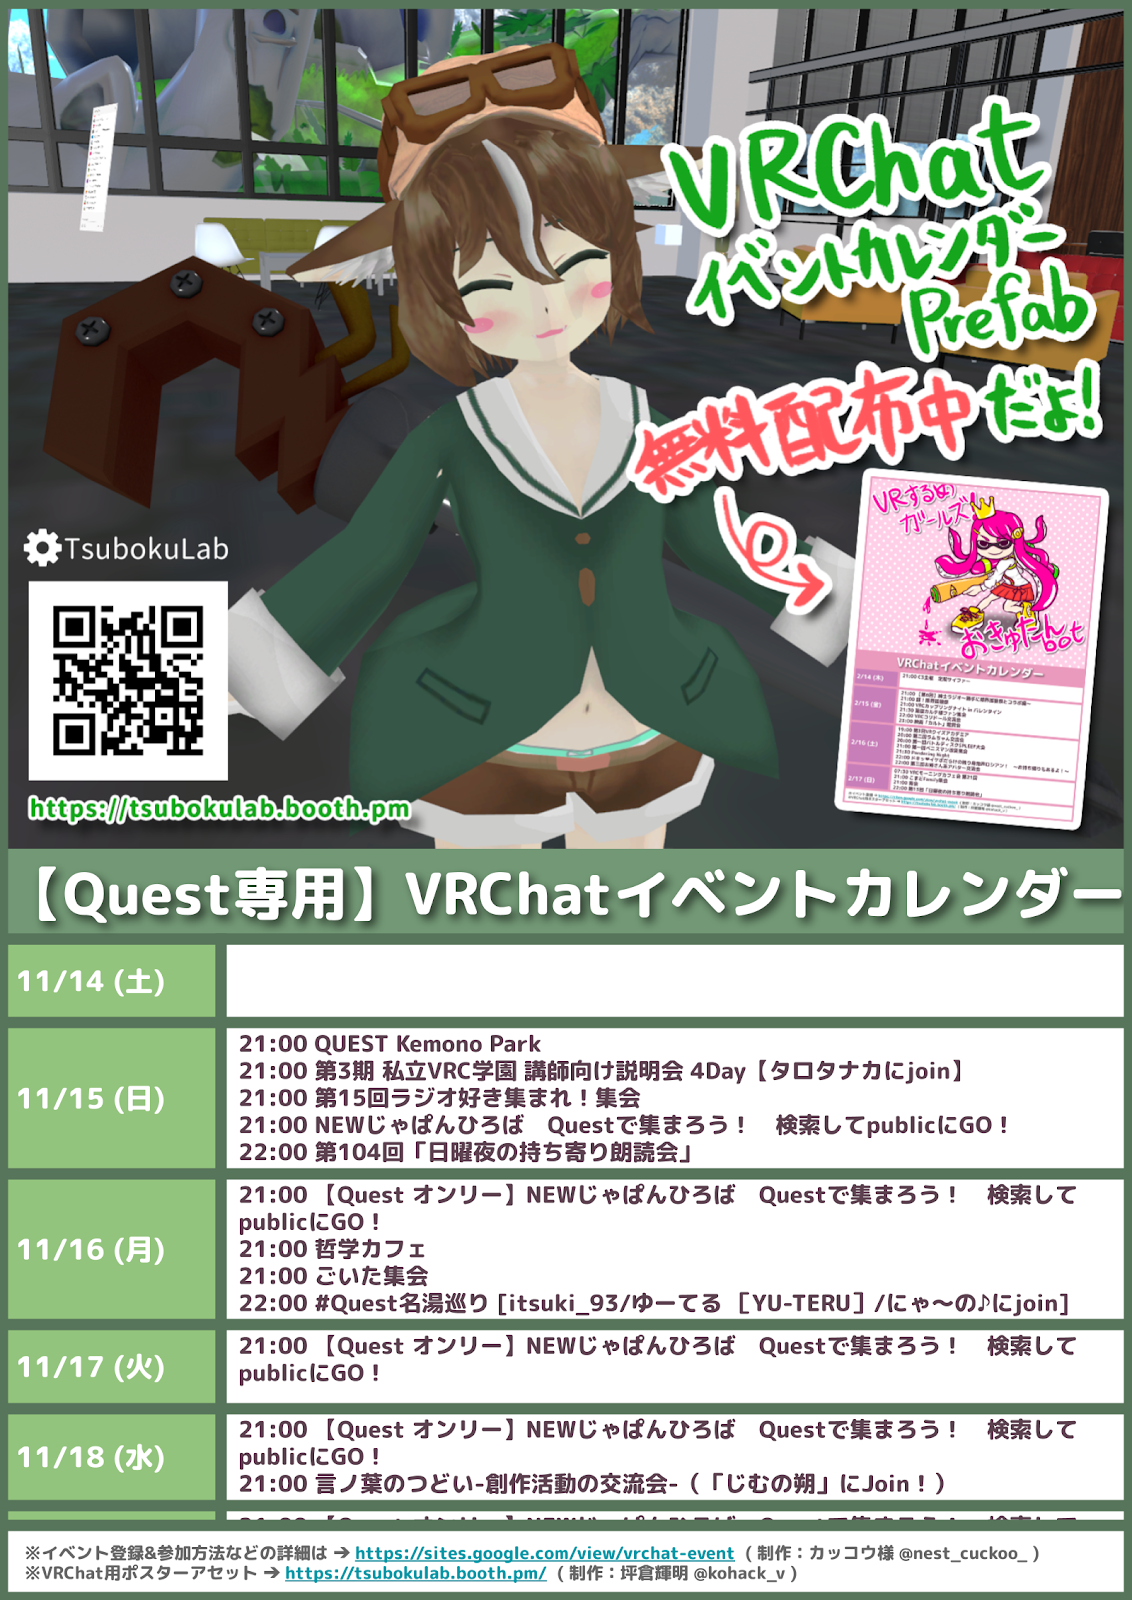 VRChat
イベントカレンダー
Prefab
無料配布中だよ!
TsubokuLab
https://tsubokulab.booth.pm
VRするめ
ガールズ
おきゅたん
bot
VRChatイベントカレンダー
2/14 (木)
2/15 (金)
2/16 (土)
2/17 (日)
【Quest専用】VRChatイベントカレンダー
11/14 (土)
11/15 (日)
21:00 QUEST Kemono Park
21:00 第3期 私立VRC学園 講師向け説明会 4Day【タロタナカにjoin】
21:00 第15回ラジオ好き集まれ！集会
21:00 NEWじゃぱんひろば　Questで集まろう！　検索してpublicにGO！
22:00 第104回「日曜夜の持ち寄り朗読会」
11/16 (月)
21:00 【Quest オンリー】NEWじゃぱんひろば　Questで集まろう！　検索して
publicにGO！
21:00 哲学カフェ
21:00 ごいた集会
22:00 #Quest名湯巡り [itsuki_93/ゆーてる ［YU-TERU］/にゃ〜の♪にjoin]
11/17 (火)
21:00 【Quest オンリー】NEWじゃぱんひろば　Questで集まろう！　検索して
publicにGO！
11/18 (水)
21:00 【Quest オンリー】NEWじゃぱんひろば　Questで集まろう！　検索して
publicにGO！
21:00 言ノ葉のつどい-創作活動の交流会-（「じむの朔」にJoin！）
※イベント登録&参加方法などの詳細は ➔ https://sites.google.com/view/vrchat-event ( 制作：カッコウ様 @nest_cuckoo_ )
※VRChat用ポスターアセット ➔ https://tsubokulab.booth.pm/ ( 制作：坪倉輝明 @kohack_v )